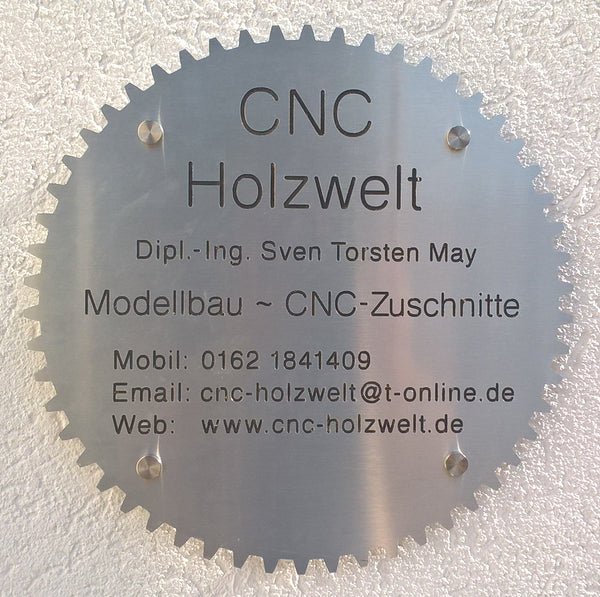 CNC
Holzwelt
Dipl.-Ing. Sven Torsten May
Modellbau ~ CNC-Zuschnitte
Mobil: 0162 1841409
Email: cnc-holzwelt@t-online.de
Web: www.cnc-holzwelt.de